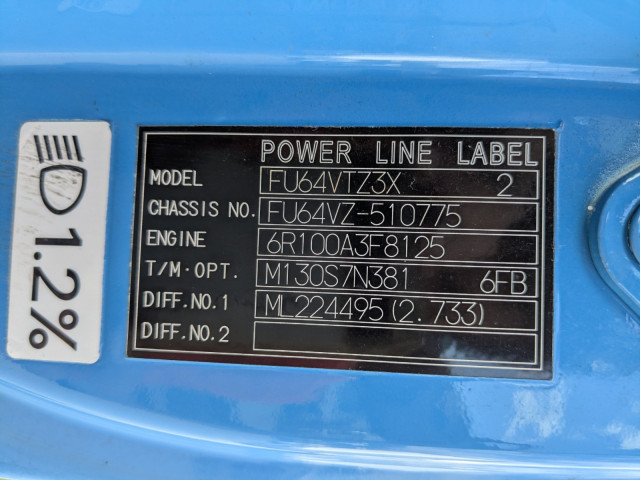 POWER LINE LABEL
MODEL FU64VTZ3X 2
CHASSIS NO. FU64VZ-510775
ENGINE 6R100A3F8125
T/M·OPT. M130S7N381 6FB
DIFF.NO.1 ML224495(2.733)
DIFF.NO.2
1.2%